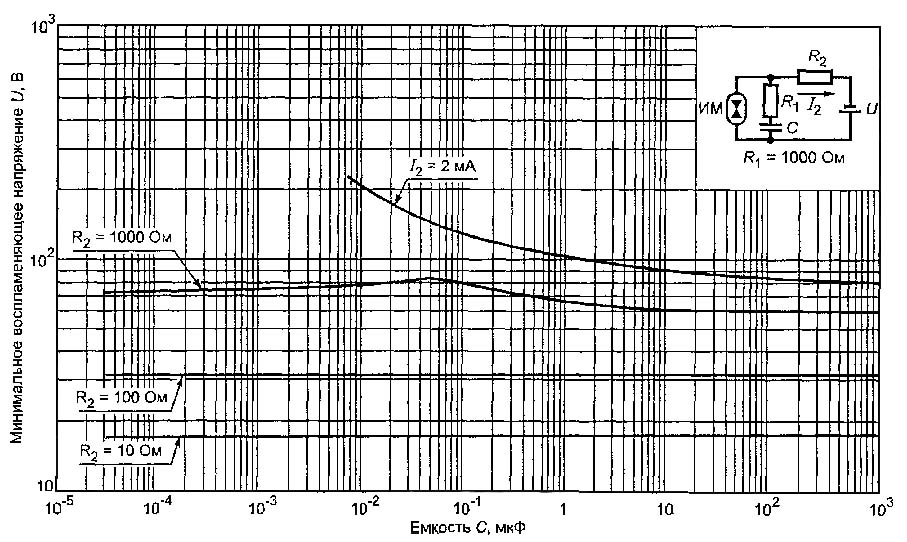 10³
Минимальное воспламеняющее напряжение U, В
R₂
R₁
I₂
ИМ
C
U
R₁ = 1000 Ом
I₂ = 2 мА
R₂ = 1000 Ом
10²
R₂ = 100 Ом
R₂ = 10 Ом
10
10⁻⁵
10⁻⁴
10⁻³
10⁻²
10⁻¹
1
10
10²
10³
Емкость C, мкФ